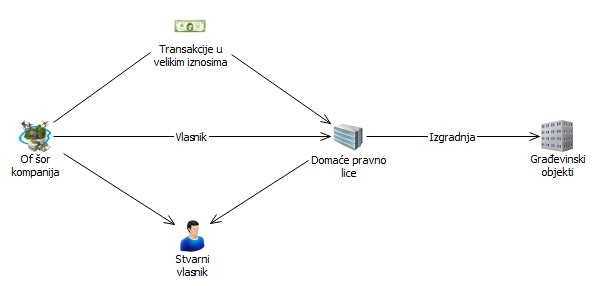 Transakcije u
velikim iznosima
Of šor
kompanija
Vlasnik
Domaće pravno
lice
Izgradnja
Građevinski
objekti
Stvarni
vlasnik